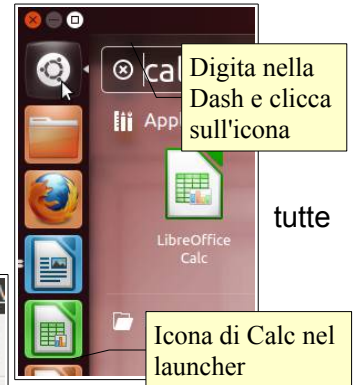 cal
Digita nella
Dash e clicca
sull'icona
Appl
LibreOffice
Calc
tutte
Icona di Calc nel
launcher